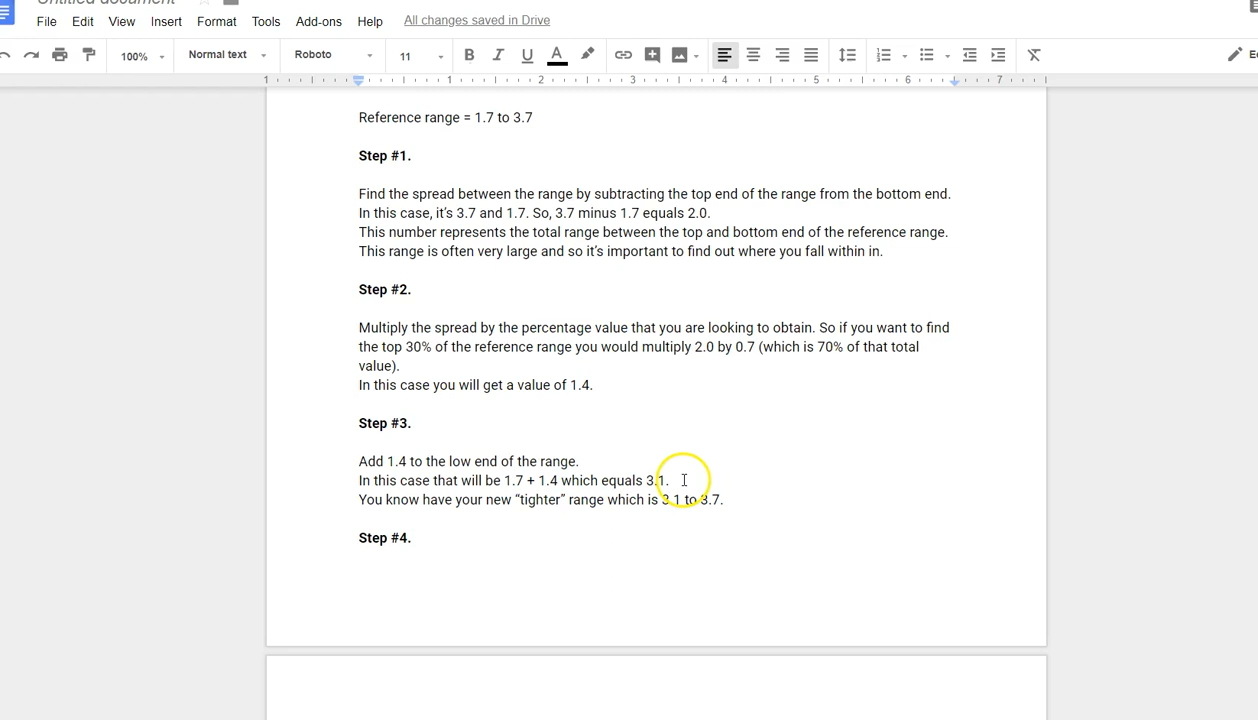 Untitled document
File Edit View Insert Format Tools Add-ons Help All changes saved in Drive
100% Normal text Roboto 11 B I U A
1 1 2 3 4 5 6 7
Reference range = 1.7 to 3.7
Step #1.
Find the spread between the range by subtracting the top end of the range from the bottom end.
In this case, it's 3.7 and 1.7. So, 3.7 minus 1.7 equals 2.0.
This number represents the total range between the top and bottom end of the reference range.
This range is often very large and so it's important to find out where you fall within in.
Step #2.
Multiply the spread by the percentage value that you are looking to obtain. So if you want to find
the top 30% of the reference range you would multiply 2.0 by 0.7 (which is 70% of that total
value).
In this case you will get a value of 1.4.
Step #3.
Add 1.4 to the low end of the range.
In this case that will be 1.7 + 1.4 which equals 3.1.
You know have your new “tighter” range which is 3.1 to 3.7.
Step #4.